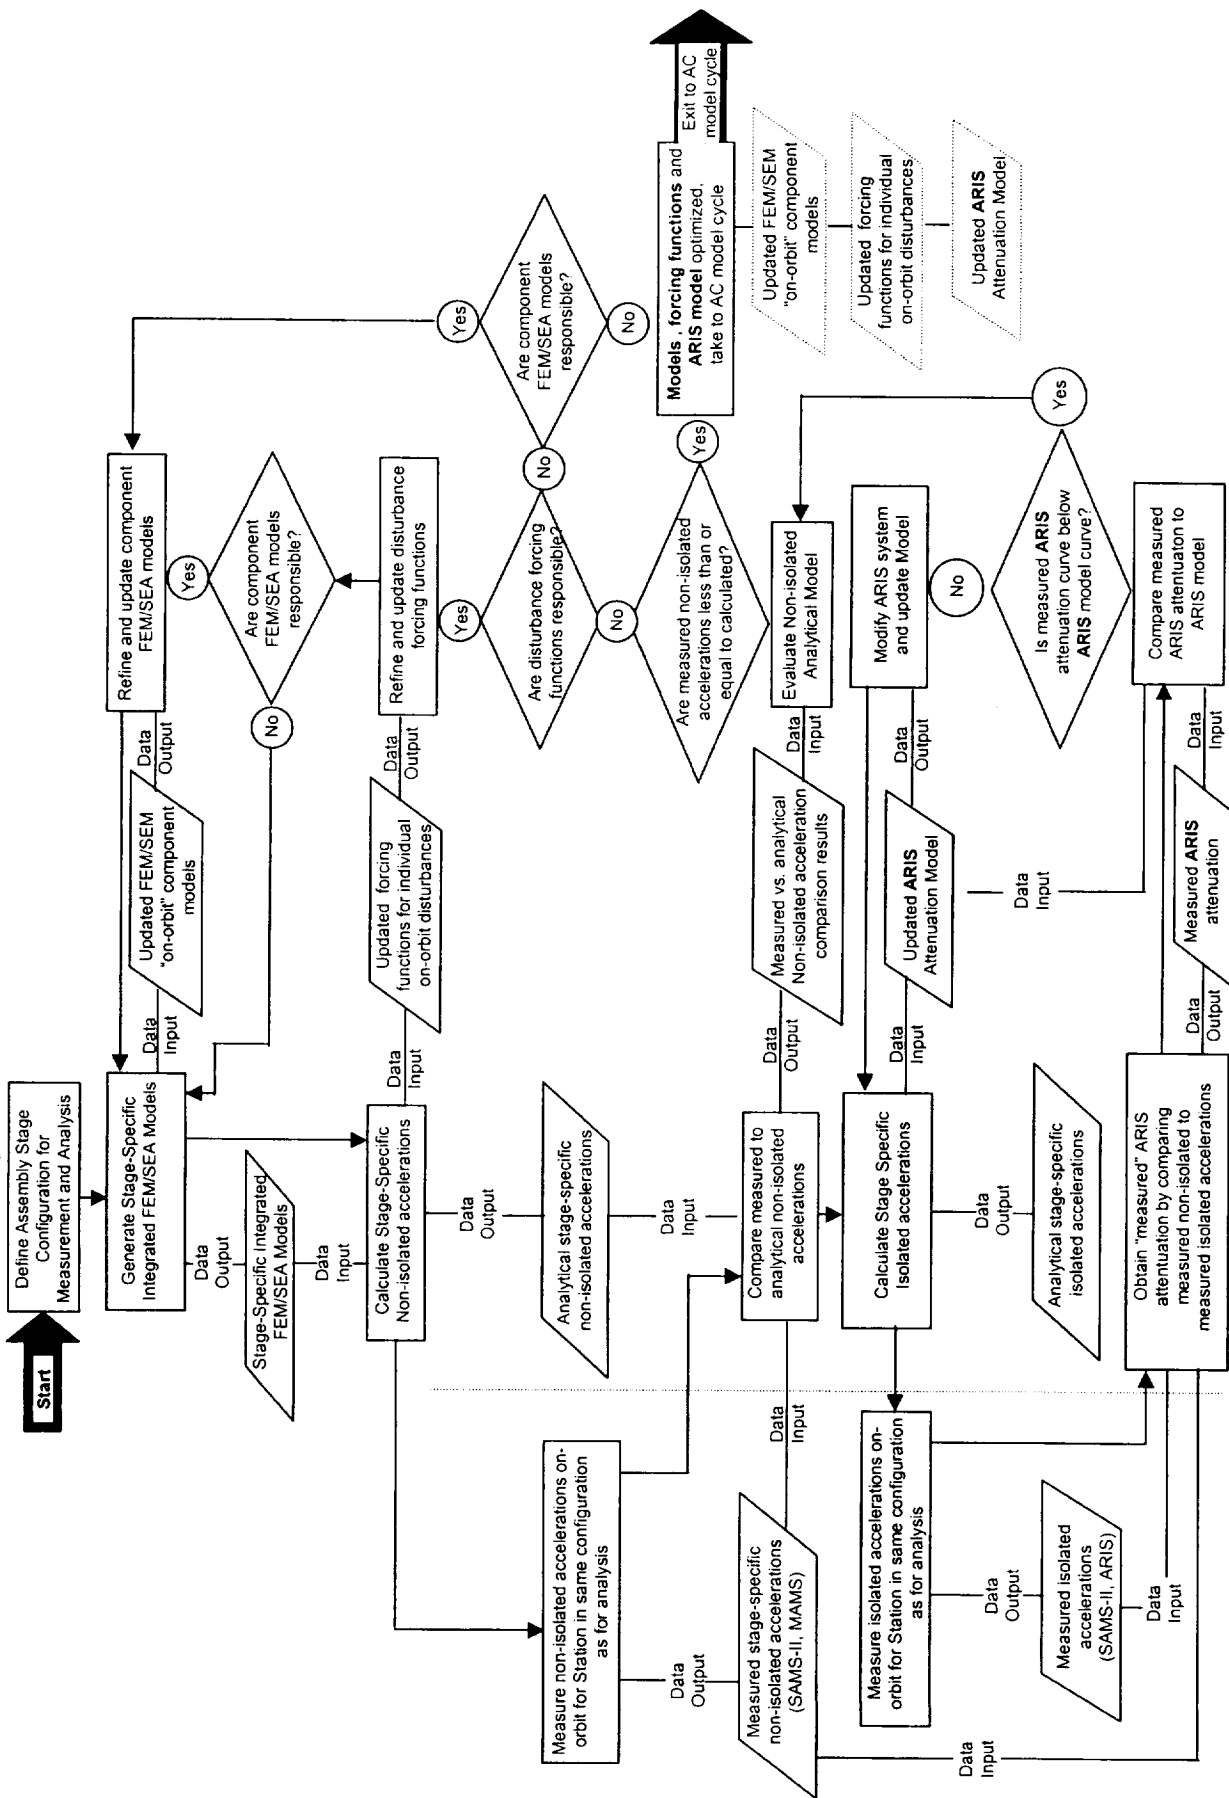 Start
Define Assembly Stage
Configuration for
Measurement and Analysis
Generate Stage-Specific
Integrated FEM/SEA Models
Data
Output
Stage-Specific Integrated
FEM/SEA Models
Data
Input
Data
Input
Updated FEM/SEM
"on-orbit" component
models
Data
Output
Refine and update component
FEM/SEA models
Yes
Are component
FEM/SEA models
responsible?
No
Calculate Stage-Specific
Non-isolated accelerations
Data
Input
Updated forcing
functions for individual
on-orbit disturbances
Data
Output
Refine and update disturbance
forcing functions
Yes
Are disturbance forcing
functions responsible?
No
No
Yes
Are component
FEM/SEA models
responsible?
No
Data
Output
Analytical stage-specific
non-isolated accelerations
Data
Input
Measure non-isolated accelerations on-
orbit for Station in same configuration
as for analysis
Data
Output
Measured stage-specific
non-isolated accelerations
(SAMS-II, MAMS)
Data
Input
Compare measured to
analytical non-isolated
accelerations
Data
Output
Measured vs. analytical
Non-isolated acceleration
comparison results
Data
Input
Evaluate Non-isolated
Analytical Model
Are measured non-isolated
accelerations less than or
equal to calculated?
Yes
Models , forcing functions and
ARIS model optimized,
take to AC model cycle
Exit to AC
model cycle
Updated FEM/SEM
"on-orbit" component
models
Updated forcing
functions for individual
on-orbit disturbances
Updated ARIS
Attenuation Model
Calculate Stage Specific
Isolated accelerations
Data
Input
Updated ARIS
Attenuation Model
Data
Output
Modify ARIS system
and update Model
No
Is measured ARIS
attenuation curve below
ARIS model curve?
Yes
Data
Output
Analytical stage-specific
isolated accelerations
Data
Input
Measure isolated accelerations on-
orbit for Station in same configuration
as for analysis
Data
Output
Measured isolated
accelerations
(SAMS-II, ARIS)
Data
Input
Data
Input
Obtain "measured" ARIS
attentuation by comparing
measured non-isolated to
measured isolated accelerations
Data
Output
Measured ARIS
attenuation
Data
Input
Compare measured
ARIS attentuaton to
ARIS model